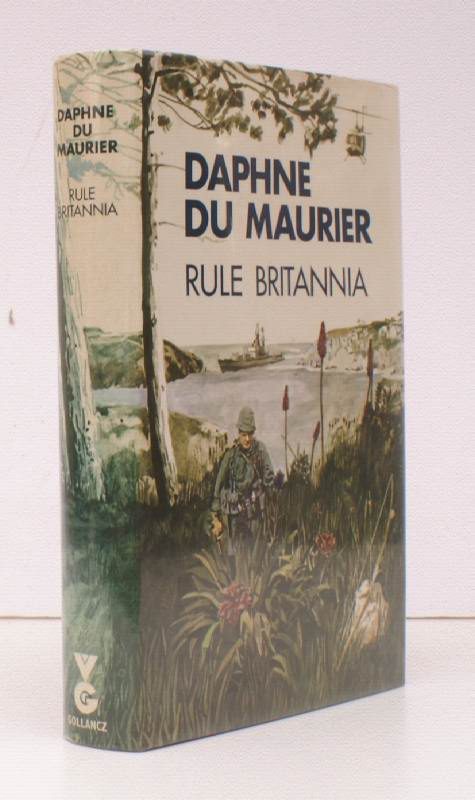 DAPHNE
DU
MAURIER
RULE
BRITANNIA
VG
GOLLANCZ
DAPHNE
DU MAURIER
RULE BRITANNIA